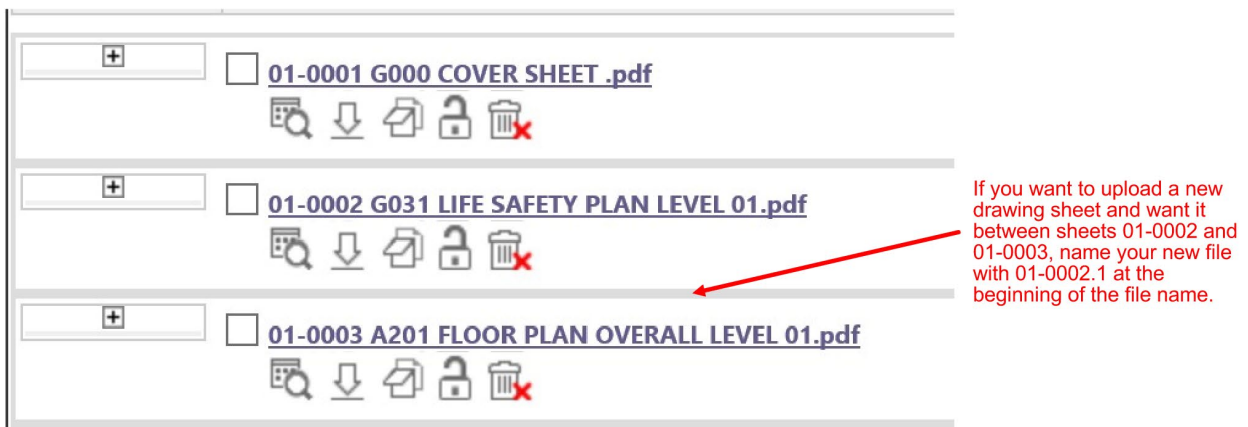 01-0001 G000 COVER SHEET .pdf
01-0002 G031 LIFE SAFETY PLAN LEVEL 01.pdf
If you want to upload a new
drawing sheet and want it
between sheets 01-0002 and
01-0003, name your new file
with 01-0002.1 at the
beginning of the file name.
01-0003 A201 FLOOR PLAN OVERALL LEVEL 01.pdf